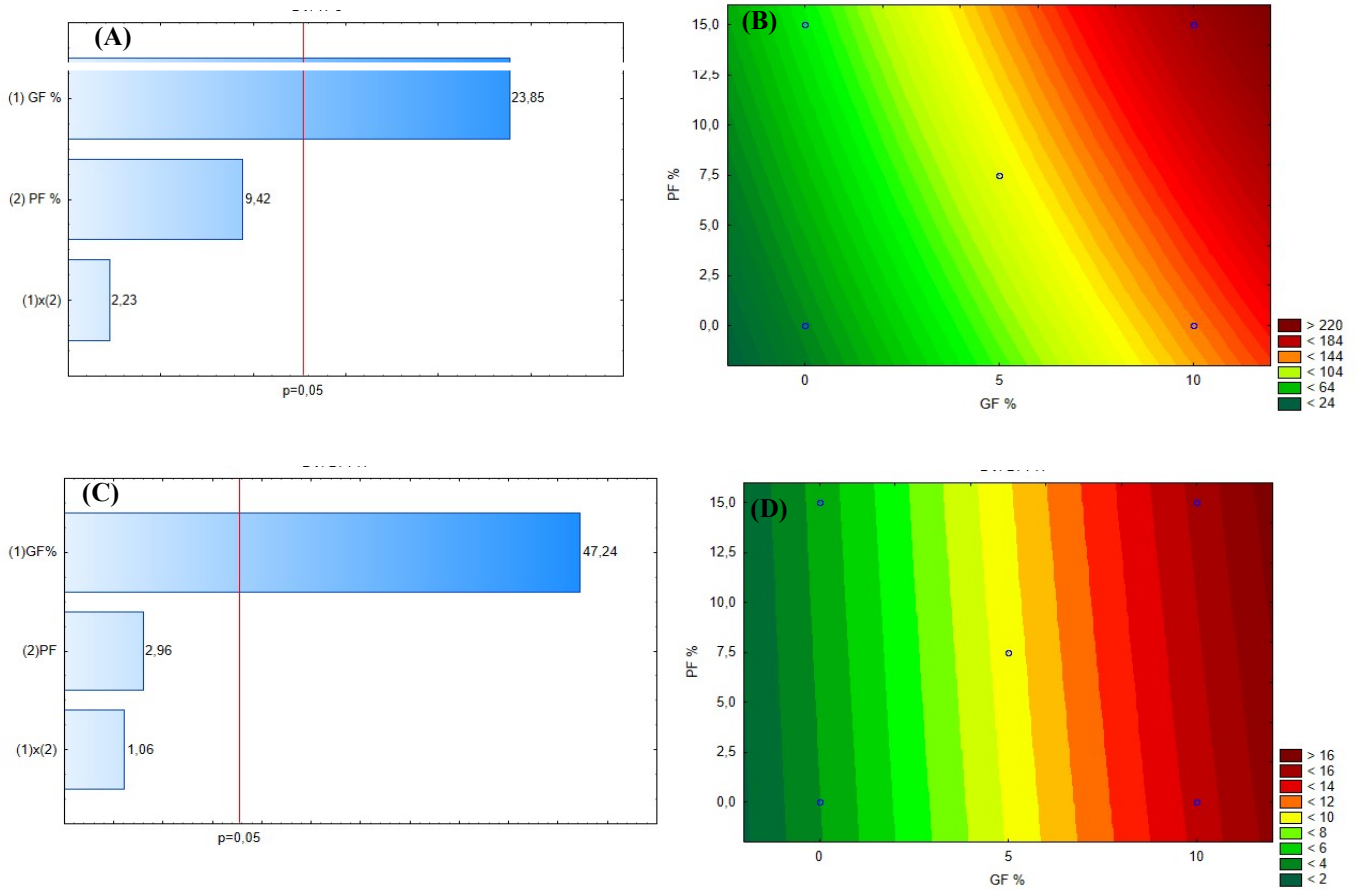 (A)
(1) GF %
23,85
(2) PF %
9,42
(1)x(2)
2,23
p=0,05
(B)
15,0
12,5
10,0
7,5
5,0
2,5
0,0
PF %
0 5 10
GF %
> 220
< 184
< 144
< 104
< 64
< 24
(C)
(1)GF%
47,24
(2)PF
2,96
(1)x(2)
1,06
p=0,05
(D)
15,0
12,5
10,0
7,5
5,0
2,5
0,0
PF %
0 5 10
GF %
> 16
< 16
< 14
< 12
< 10
< 8
< 6
< 4
< 2